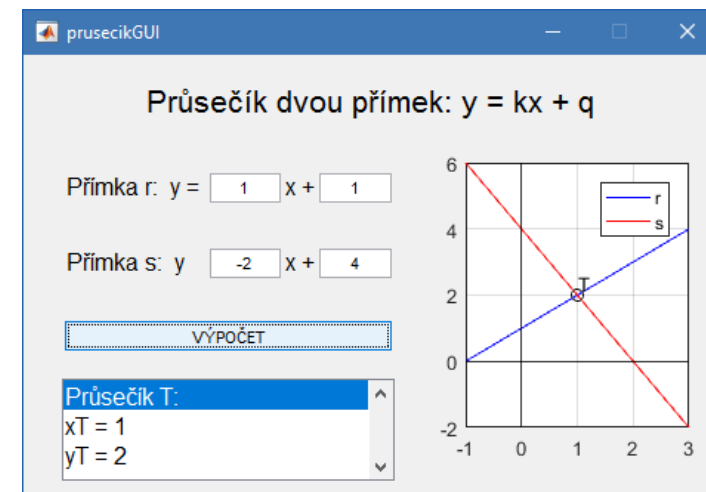 prusecikGUI
Průsečík dvou přímek: y = kx + q
Přímka r: y = 1 x + 1
Přímka s: y -2 x + 4
VÝPOČET
Průsečík T:
xT = 1
yT = 2
6
4
2
0
-2
-1 0 1 2 3
r
s
T